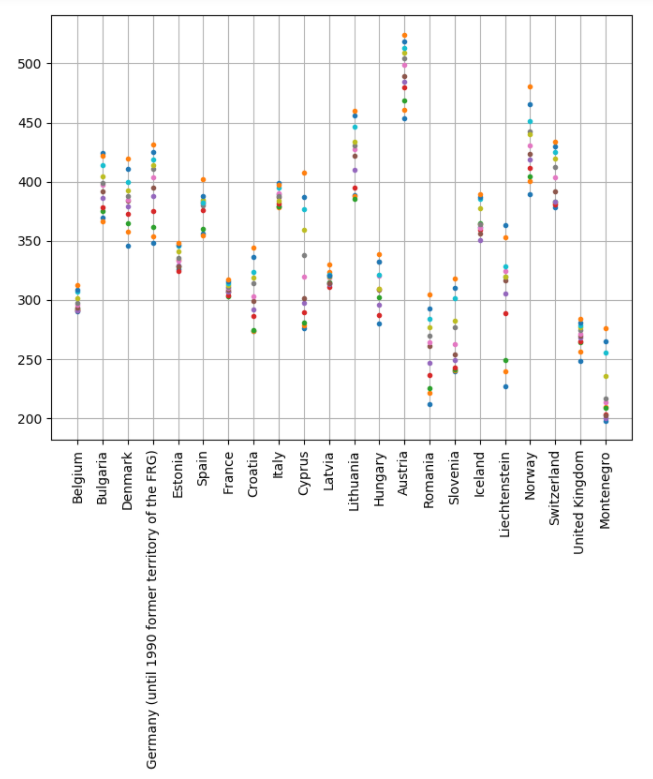 500
450
400
350
300
250
200
Belgium
Bulgaria
Denmark
Germany (until 1990 former territory of the FRG)
Estonia
Spain
France
Croatia
Italy
Cyprus
Latvia
Lithuania
Hungary
Austria
Romania
Slovenia
Iceland
Liechtenstein
Norway
Switzerland
United Kingdom
Montenegro